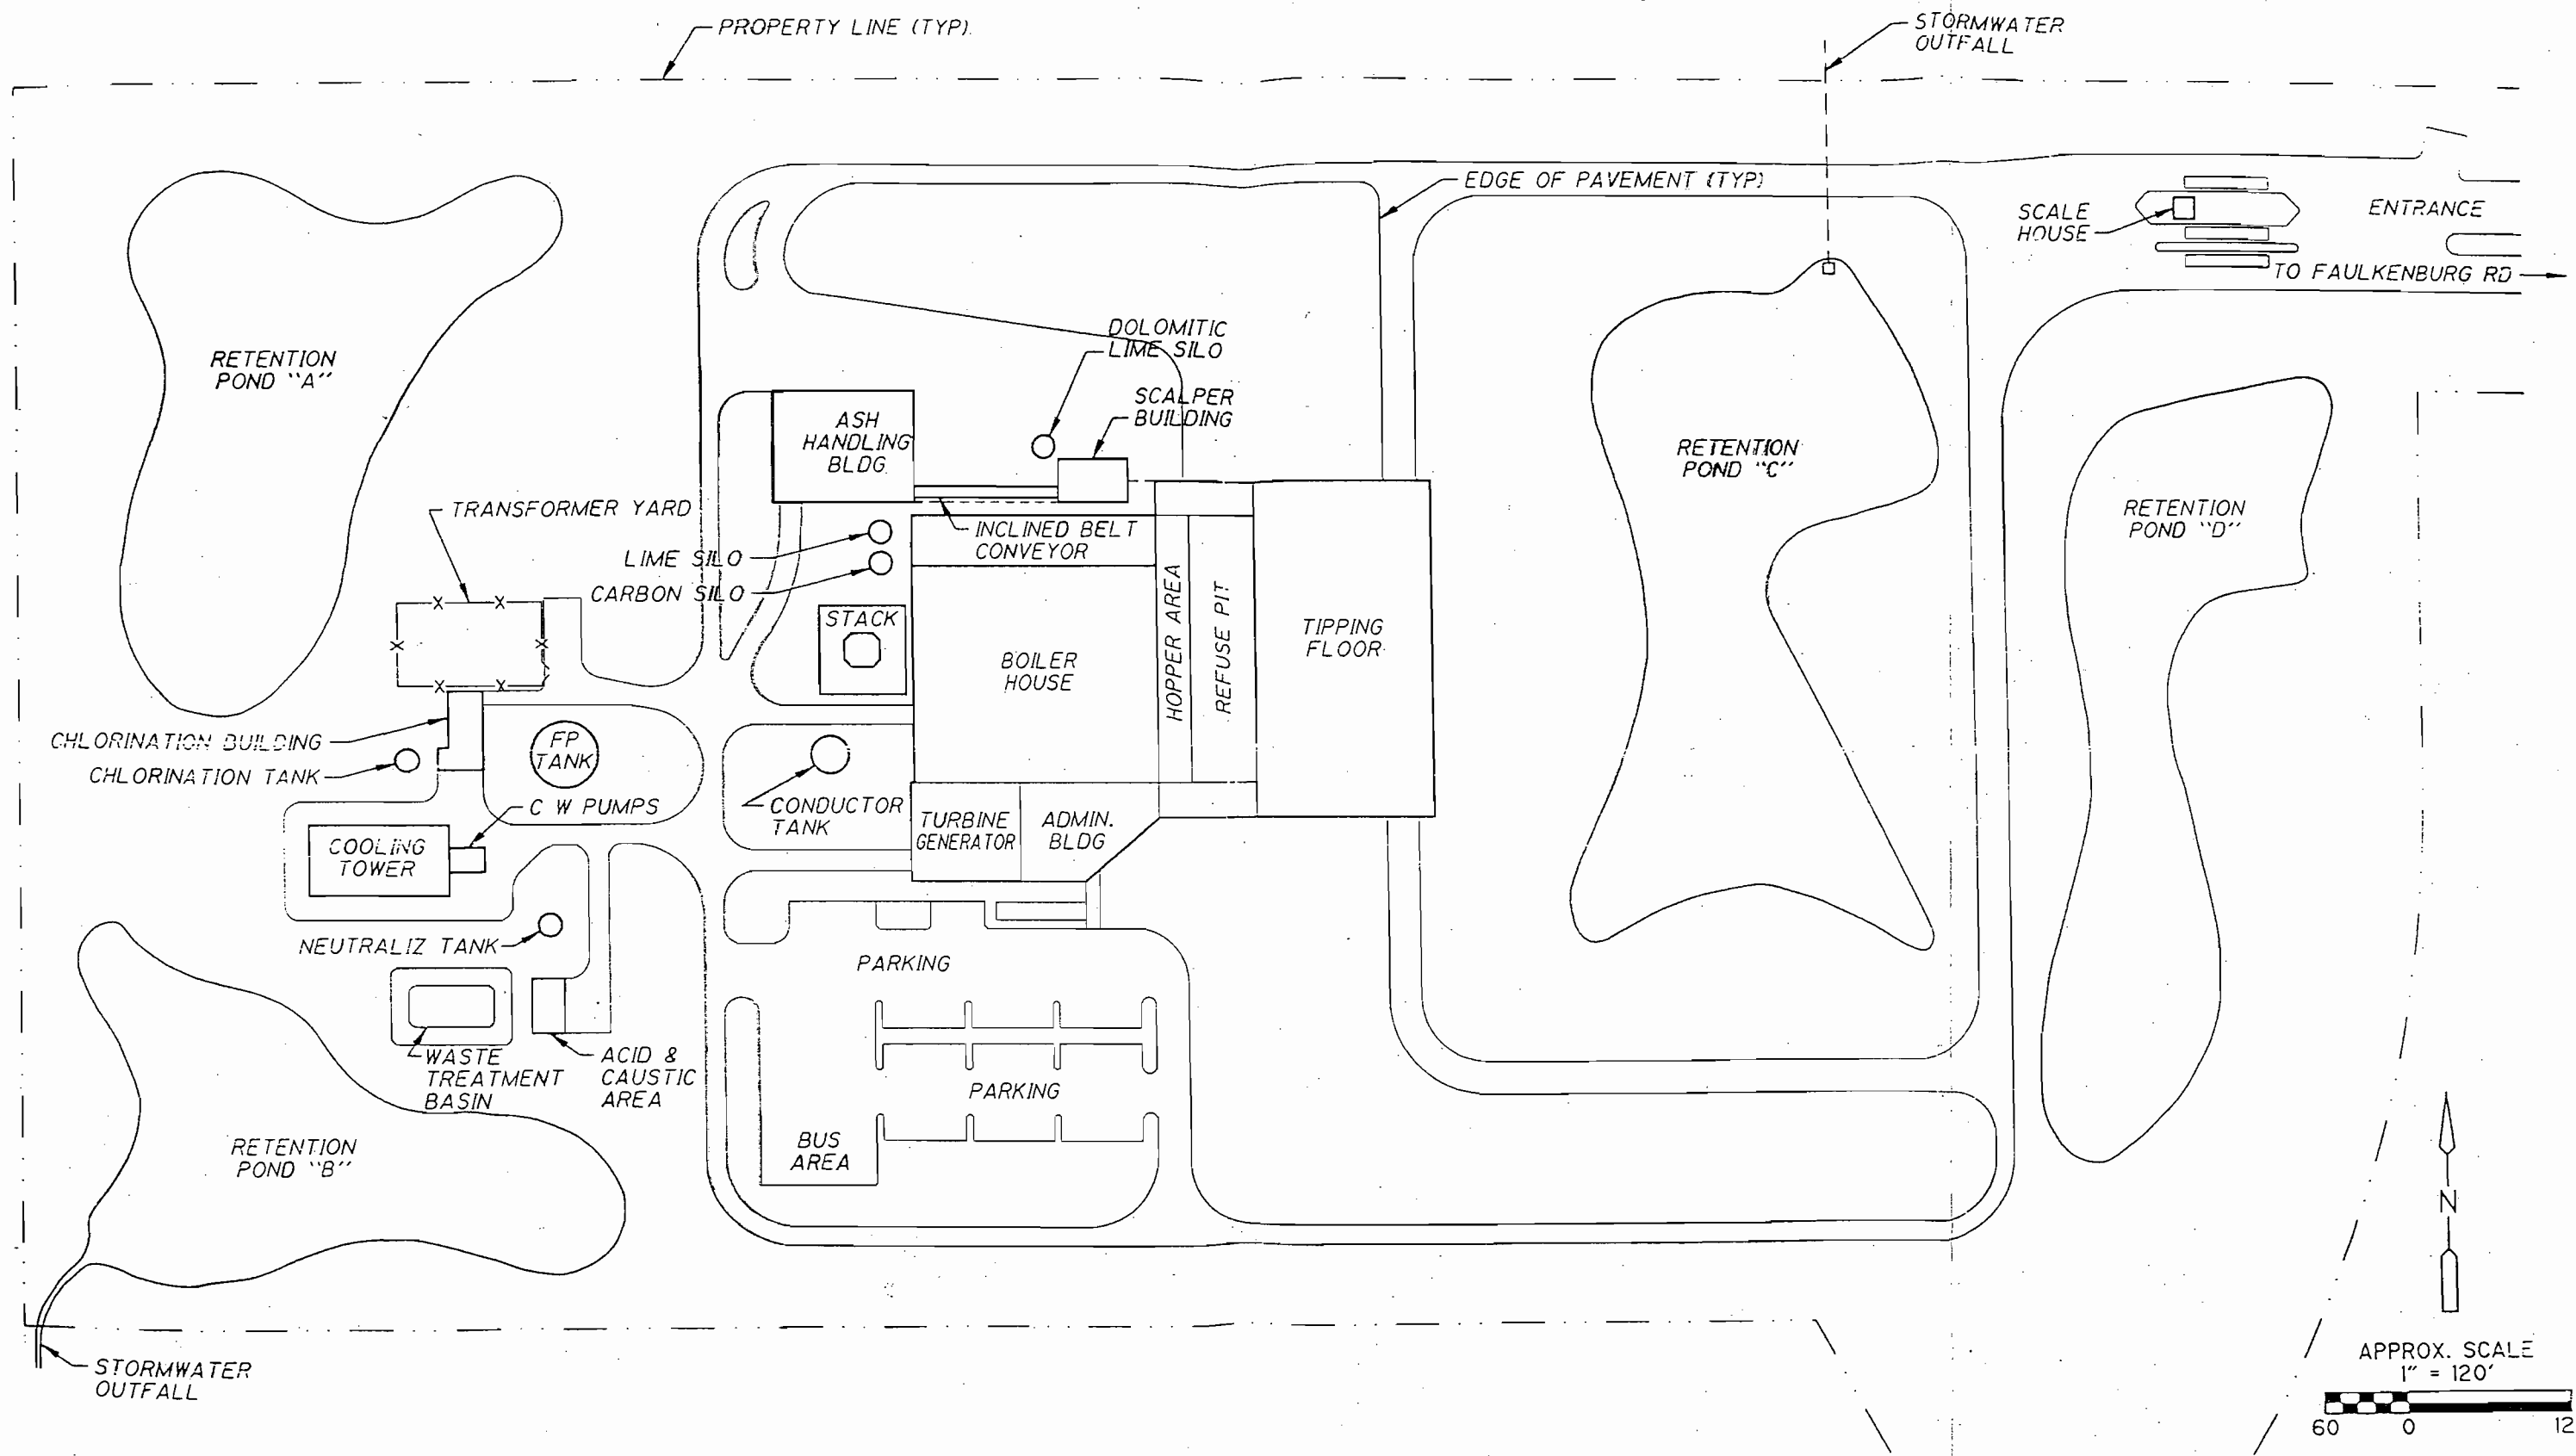 PROPERTY LINE (TYP).
STORMWATER
OUTFALL
EDGE OF PAVEMENT (TYP)
SCALE
HOUSE
ENTRANCE
TO FAULKENBURG RD
RETENTION
POND "A"
DOLOMITIC
LIME SILO
SCALPER
BUILDING
ASH
HANDLING
BLDG.
RETENTION
POND "C"
RETENTION
POND "D"
TRANSFORMER YARD
INCLINED BELT
CONVEYOR
LIME SILO
CARBON SILO
STACK
BOILER
HOUSE
HOPPER AREA
REFUSE PIT
TIPPING
FLOOR
CHLORINATION BUILDING
CHLORINATION TANK
FP
TANK
C W PUMPS
CONDUCTOR
TANK
TURBINE
GENERATOR
ADMIN.
BLDG
COOLING
TOWER
NEUTRALIZ TANK
PARKING
WASTE
TREATMENT
BASIN
ACID &
CAUSTIC
AREA
PARKING
BUS
AREA
RETENTION
POND "B"
N
STORMWATER
OUTFALL
APPROX. SCALE
1" = 120'
60 0 12